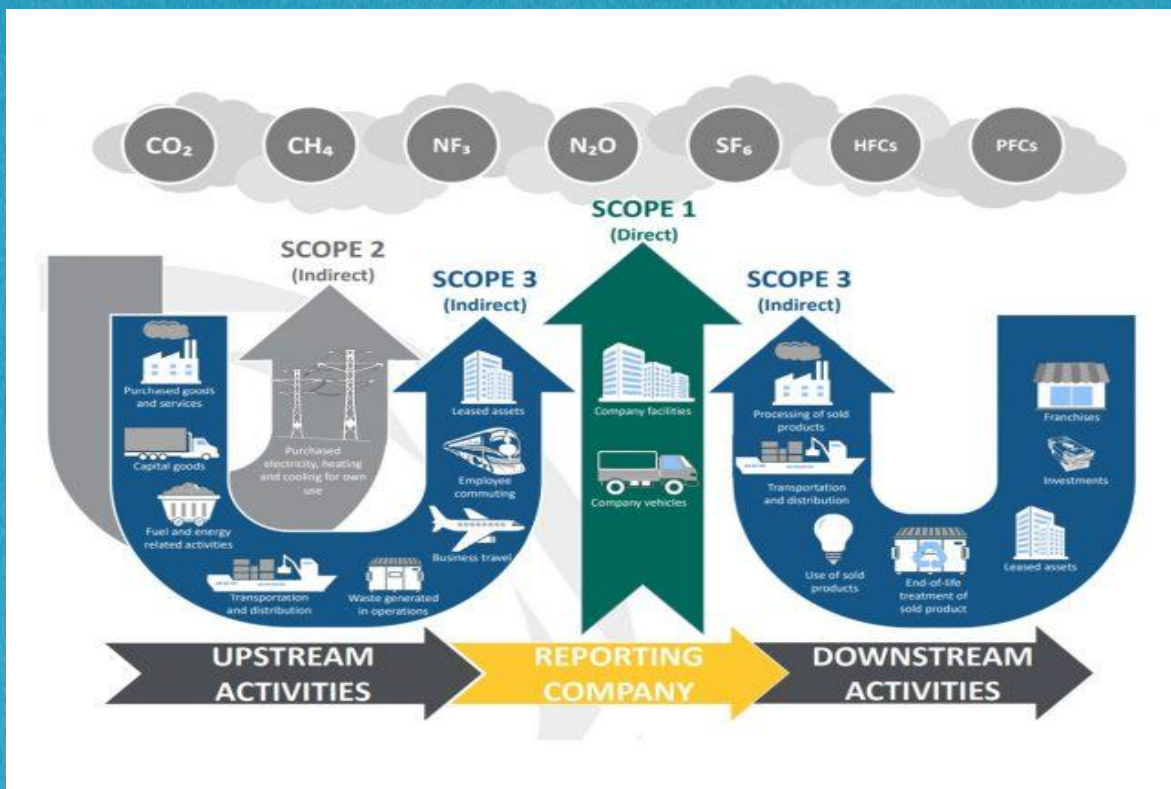 CO₂
CH₄
NF₃
N₂O
SF₆
HFCs
PFCs
SCOPE 1
(Direct)
SCOPE 2
(Indirect)
SCOPE 3
(Indirect)
SCOPE 3
(Indirect)
Purchased goods
and services
Capital goods
Fuel and energy
related activities
Transportation
and distribution
Waste generated
in operations
Purchased
electricity, heating
and cooling for own
use
Leased assets
Employee
commuting
Business travel
Company facilities
Company vehicles
Processing of sold
products
Transportation
and distribution
Use of sold
products
End-of-life
treatment of
sold product
Franchises
Investments
Leased assets
UPSTREAM
ACTIVITIES
REPORTING
COMPANY
DOWNSTREAM
ACTIVITIES